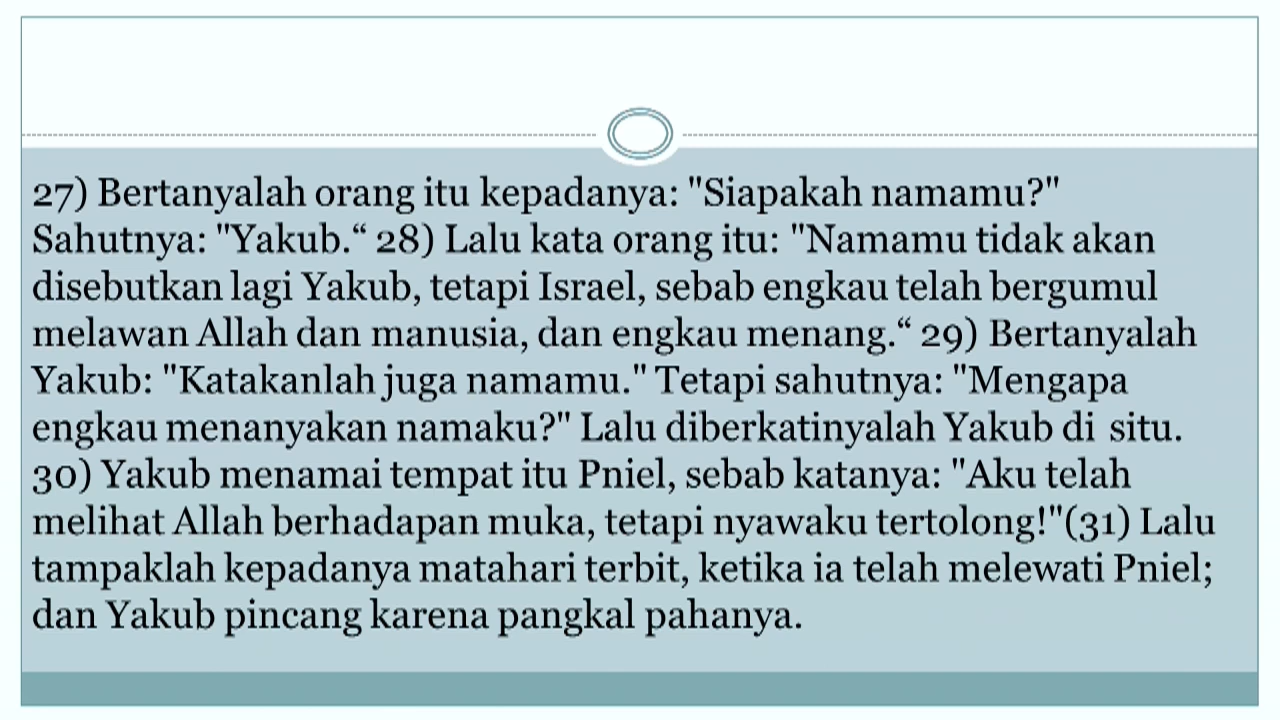 27) Bertanyalah orang itu kepadanya: "Siapakah namamu?"
Sahutnya: "Yakub.“ 28) Lalu kata orang itu: "Namamu tidak akan
disebutkan lagi Yakub, tetapi Israel, sebab engkau telah bergumul
melawan Allah dan manusia, dan engkau menang.“ 29) Bertanyalah
Yakub: "Katakanlah juga namamu." Tetapi sahutnya: "Mengapa
engkau menanyakan namaku?" Lalu diberkatinyalah Yakub di situ.
30) Yakub menamai tempat itu Pniel, sebab katanya: "Aku telah
melihat Allah berhadapan muka, tetapi nyawaku tertolong!"(31) Lalu
tampaklah kepadanya matahari terbit, ketika ia telah melewati Pniel;
dan Yakub pincang karena pangkal pahanya.